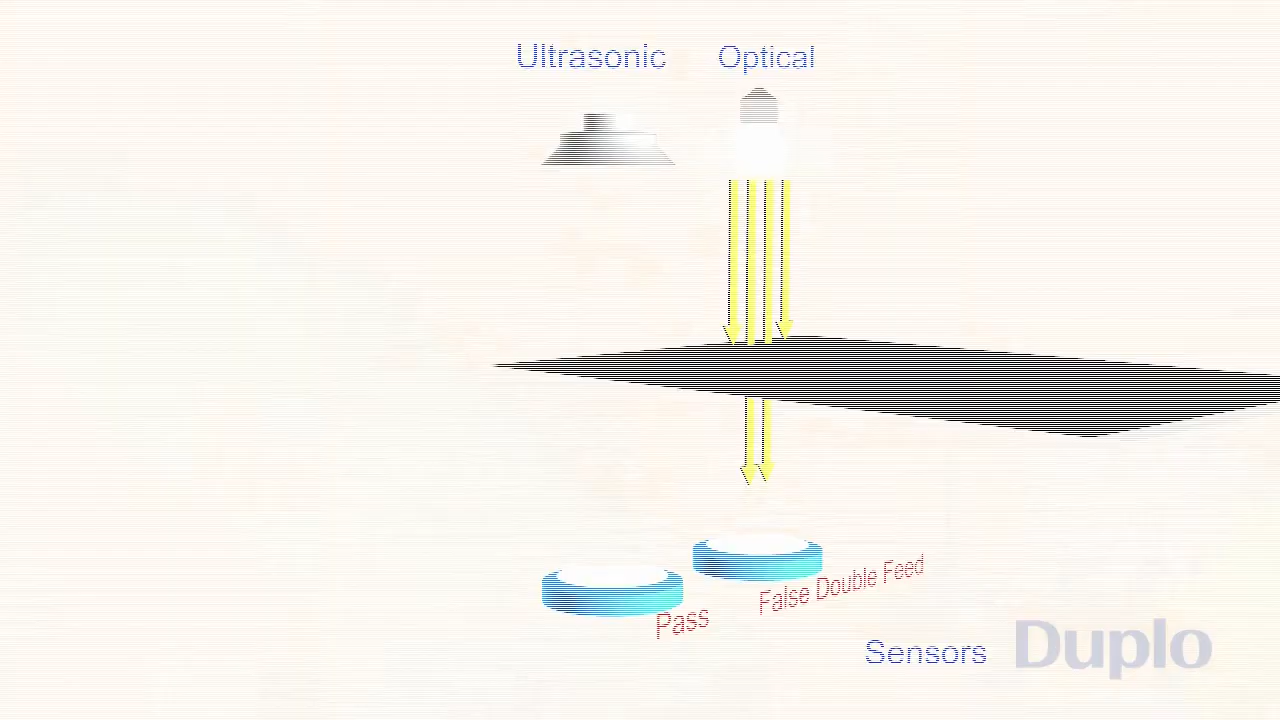 Ultrasonic Optical
False Double Feed
Pass
Sensors
Duplo